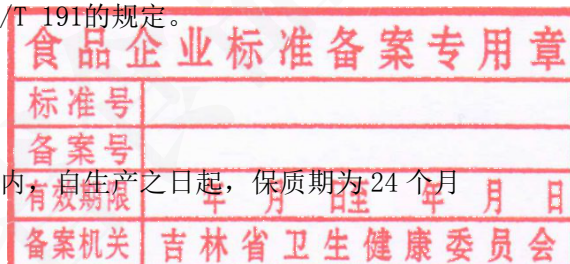 /T 191的规定。
食品企业标准备案专用章
标准号
备案号
内，自生产之日起，保质期为24个月
有效期限 年 月 日至 年 月 日
备案机关 吉林省卫生健康委员会